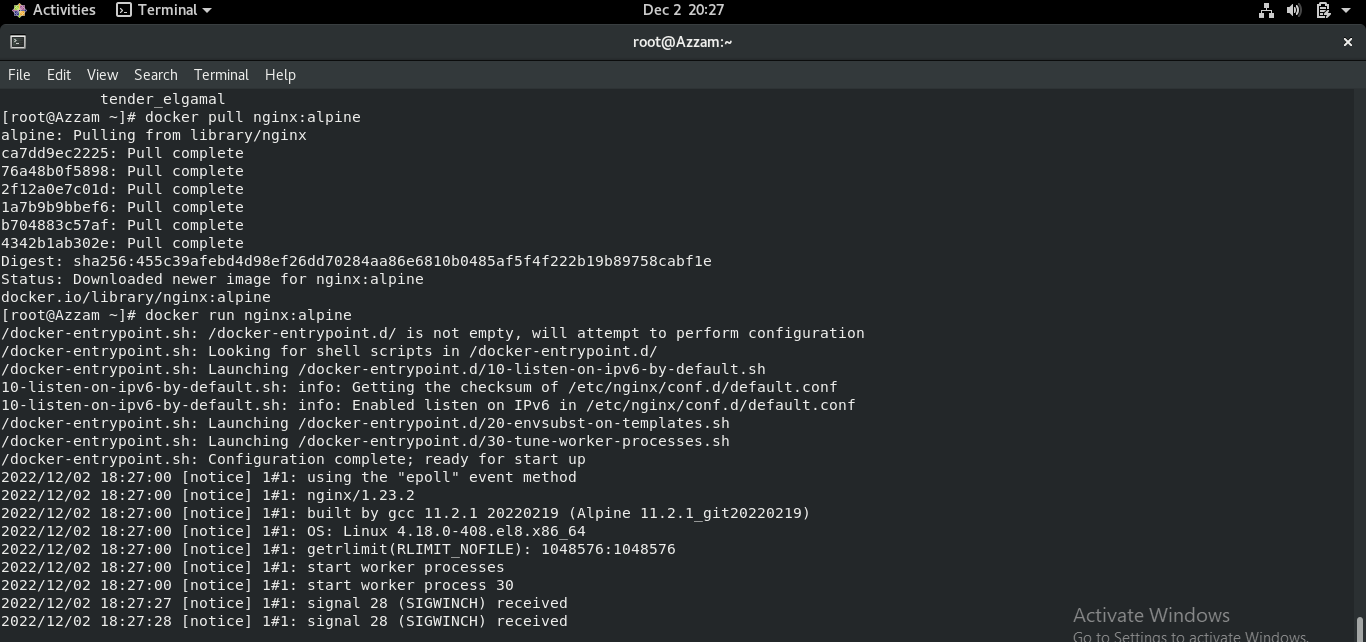 Activities Terminal Dec 2 20:27
root@Azzam:~
File Edit View Search Terminal Help
tender_elgamal
[root@Azzam ~]# docker pull nginx:alpine
alpine: Pulling from library/nginx
ca7dd9ec2225: Pull complete
76a48b0f5898: Pull complete
2f12a0e7c01d: Pull complete
1a7b9b9bbef6: Pull complete
b704883c57af: Pull complete
4342b1ab302e: Pull complete
Digest: sha256:455c39afebd4d98ef26dd70284aa86e6810b0485af5f4f222b19b89758cabf1e
Status: Downloaded newer image for nginx:alpine
docker.io/library/nginx:alpine
[root@Azzam ~]# docker run nginx:alpine
/docker-entrypoint.sh: /docker-entrypoint.d/ is not empty, will attempt to perform configuration
/docker-entrypoint.sh: Looking for shell scripts in /docker-entrypoint.d/
/docker-entrypoint.sh: Launching /docker-entrypoint.d/10-listen-on-ipv6-by-default.sh
10-listen-on-ipv6-by-default.sh: info: Getting the checksum of /etc/nginx/conf.d/default.conf
10-listen-on-ipv6-by-default.sh: info: Enabled listen on IPv6 in /etc/nginx/conf.d/default.conf
/docker-entrypoint.sh: Launching /docker-entrypoint.d/20-envsubst-on-templates.sh
/docker-entrypoint.sh: Launching /docker-entrypoint.d/30-tune-worker-processes.sh
/docker-entrypoint.sh: Configuration complete; ready for start up
2022/12/02 18:27:00 [notice] 1#1: using the "epoll" event method
2022/12/02 18:27:00 [notice] 1#1: nginx/1.23.2
2022/12/02 18:27:00 [notice] 1#1: built by gcc 11.2.1 20220219 (Alpine 11.2.1_git20220219)
2022/12/02 18:27:00 [notice] 1#1: OS: Linux 4.18.0-408.el8.x86_64
2022/12/02 18:27:00 [notice] 1#1: getrlimit(RLIMIT_NOFILE): 1048576:1048576
2022/12/02 18:27:00 [notice] 1#1: start worker processes
2022/12/02 18:27:00 [notice] 1#1: start worker process 30
2022/12/02 18:27:27 [notice] 1#1: signal 28 (SIGWINCH) received
2022/12/02 18:27:28 [notice] 1#1: signal 28 (SIGWINCH) received
Activate Windows
Go to Settings to activate Windows.